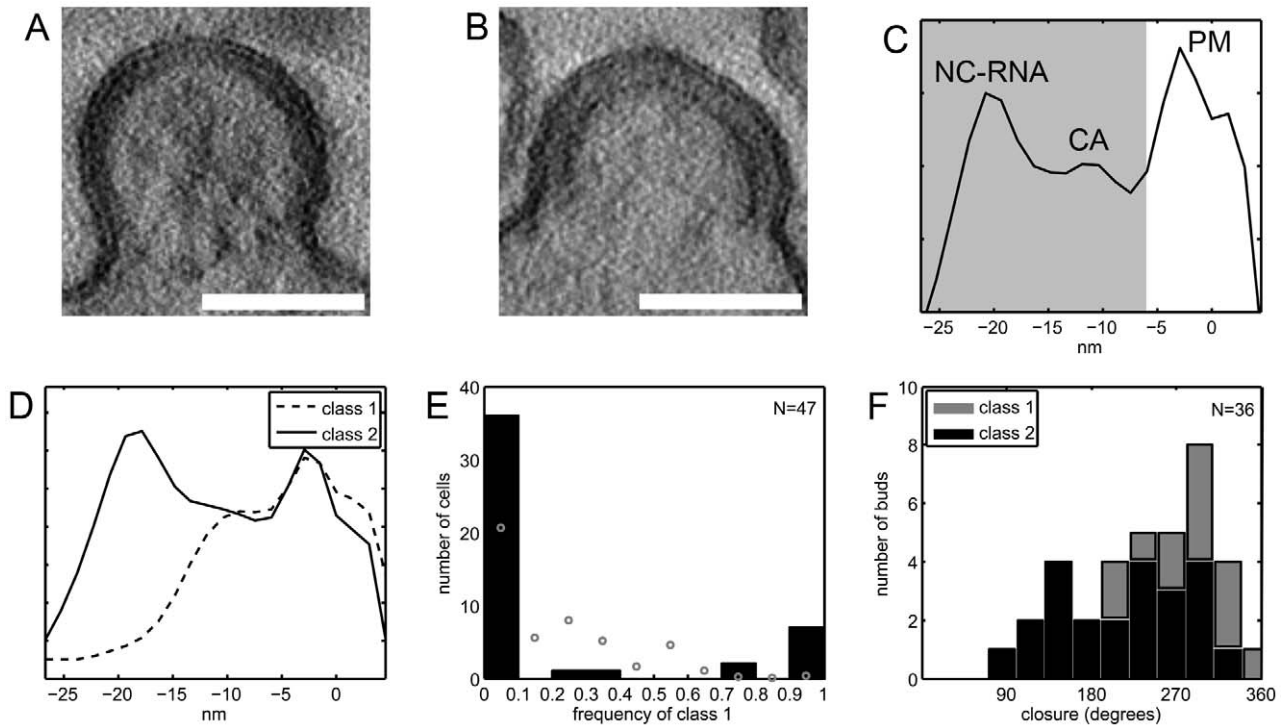 A
B
C
NC-RNA
CA
PM
−25 −20 −15 −10 −5 0
nm
D
class 1
class 2
−25 −20 −15 −10 −5 0
nm
E
N=47
40
30
20
10
0
number of cells
0 0.1 0.2 0.3 0.4 0.5 0.6 0.7 0.8 0.9 1
frequency of class 1
F
class 1
class 2
N=36
10
8
6
4
2
0
number of buds
90 180 270 360
closure (degrees)